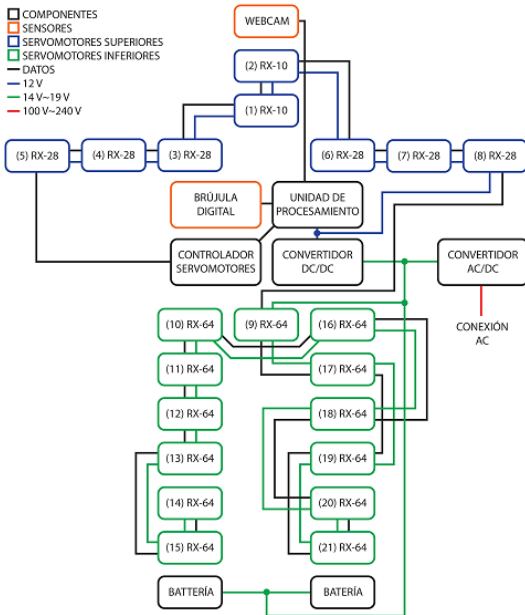 COMPONENTES
SENSORES
SERVOMOTORES SUPERIORES
SERVOMOTORES INFERIORES
DATOS
12 V
14 V~19 V
100 V~240 V
WEBCAM
(2) RX-10
(1) RX-10
(5) RX-28
(4) RX-28
(3) RX-28
(6) RX-28
(7) RX-28
(8) RX-28
BRÚJULA
DIGITAL
UNIDAD DE
PROCESAMIENTO
CONTROLADOR
SERVOMOTORES
CONVERTIDOR
DC/DC
CONVERTIDOR
AC/DC
CONEXIÓN
AC
(10) RX-64
(9) RX-64
(16) RX-64
(11) RX-64
(17) RX-64
(12) RX-64
(18) RX-64
(13) RX-64
(19) RX-64
(14) RX-64
(20) RX-64
(15) RX-64
(21) RX-64
BATTERÍA
BATERÍA